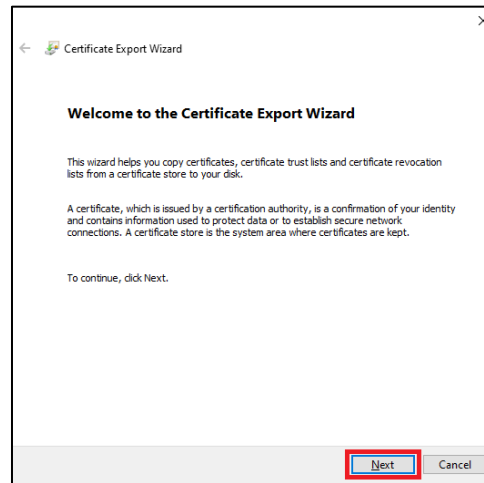 Certificate Export Wizard
Welcome to the Certificate Export Wizard
This wizard helps you copy certificates, certificate trust lists and certificate revocation
lists from a certificate store to your disk.
A certificate, which is issued by a certification authority, is a confirmation of your identity
and contains information used to protect data or to establish secure network
connections. A certificate store is the system area where certificates are kept.
To continue, click Next.
Next Cancel